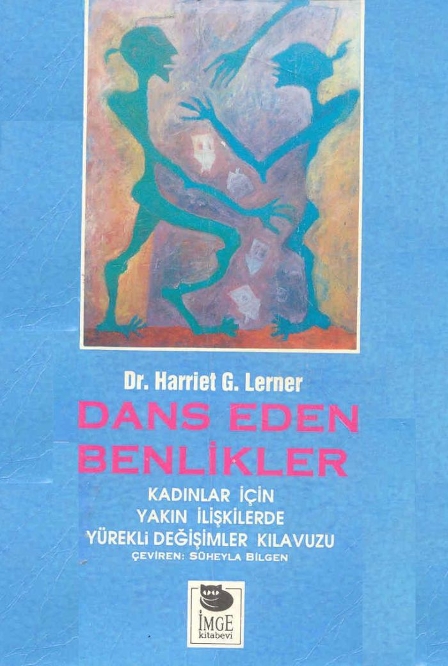 Dr. Harriet G. Lerner
DANS EDEN
BENLİKLER
KADINLAR İÇİN
YAKIN İLİŞKİLERDE
YÜREKLİ DEĞİŞİMLER KILAVUZU
ÇEVİREN: SÜHEYLA BİLGEN
İMGE
kitabevi